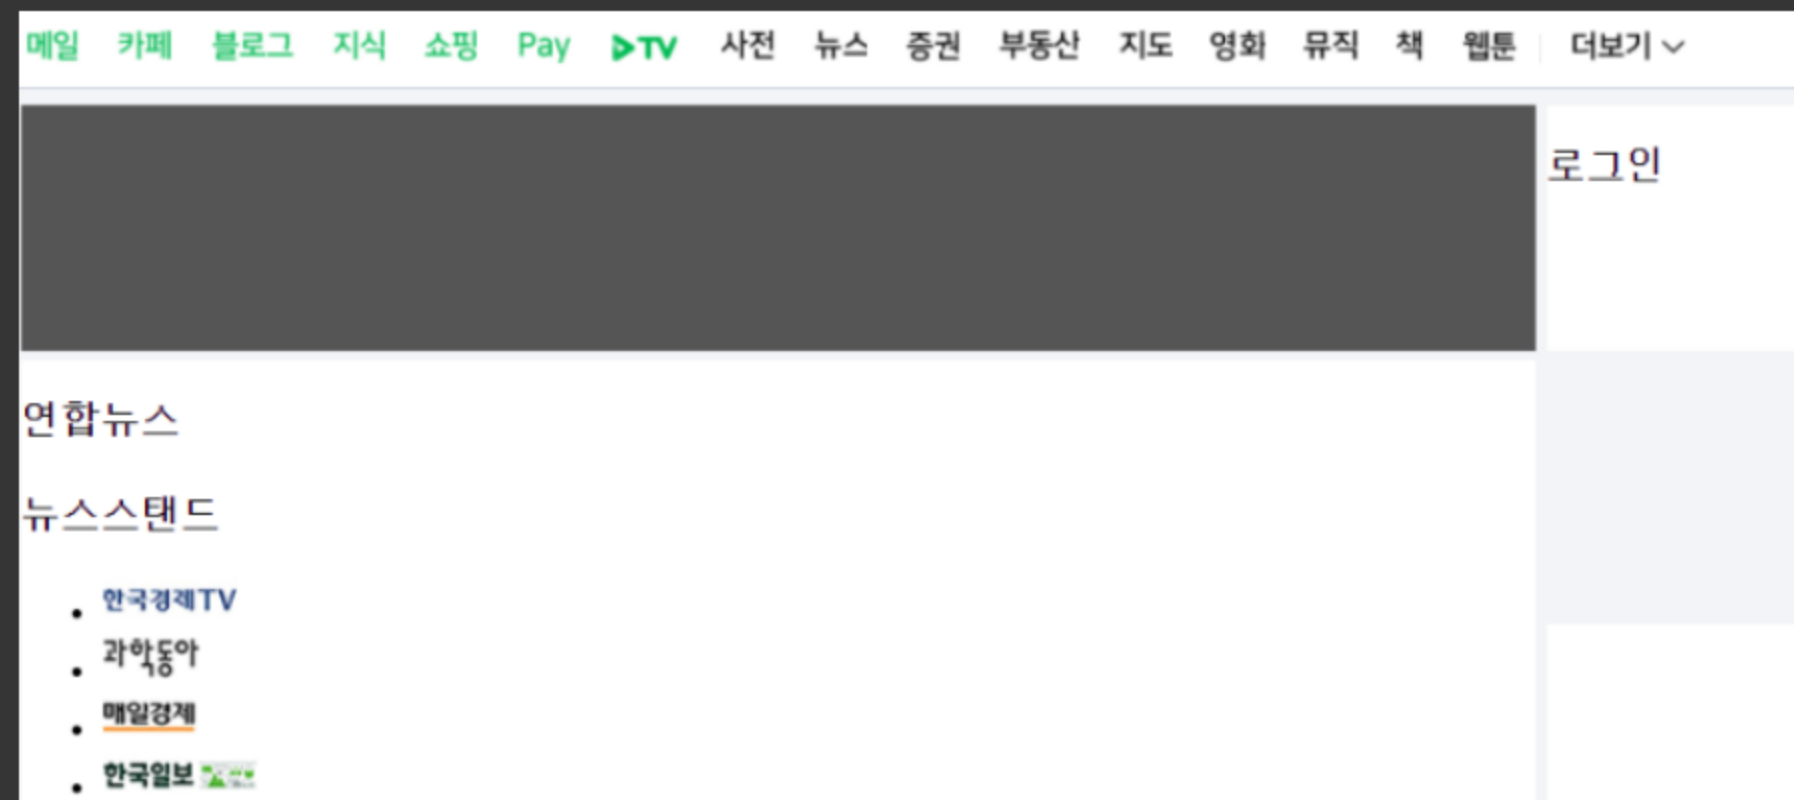 메일 카페 블로그 지식 쇼핑 Pay TV 사전 뉴스 증권 부동산 지도 영화 뮤직 책 웹툰 더보기
로그인
연합뉴스
뉴스스탠드
한국경제TV
과학동아
매일경제
한국일보